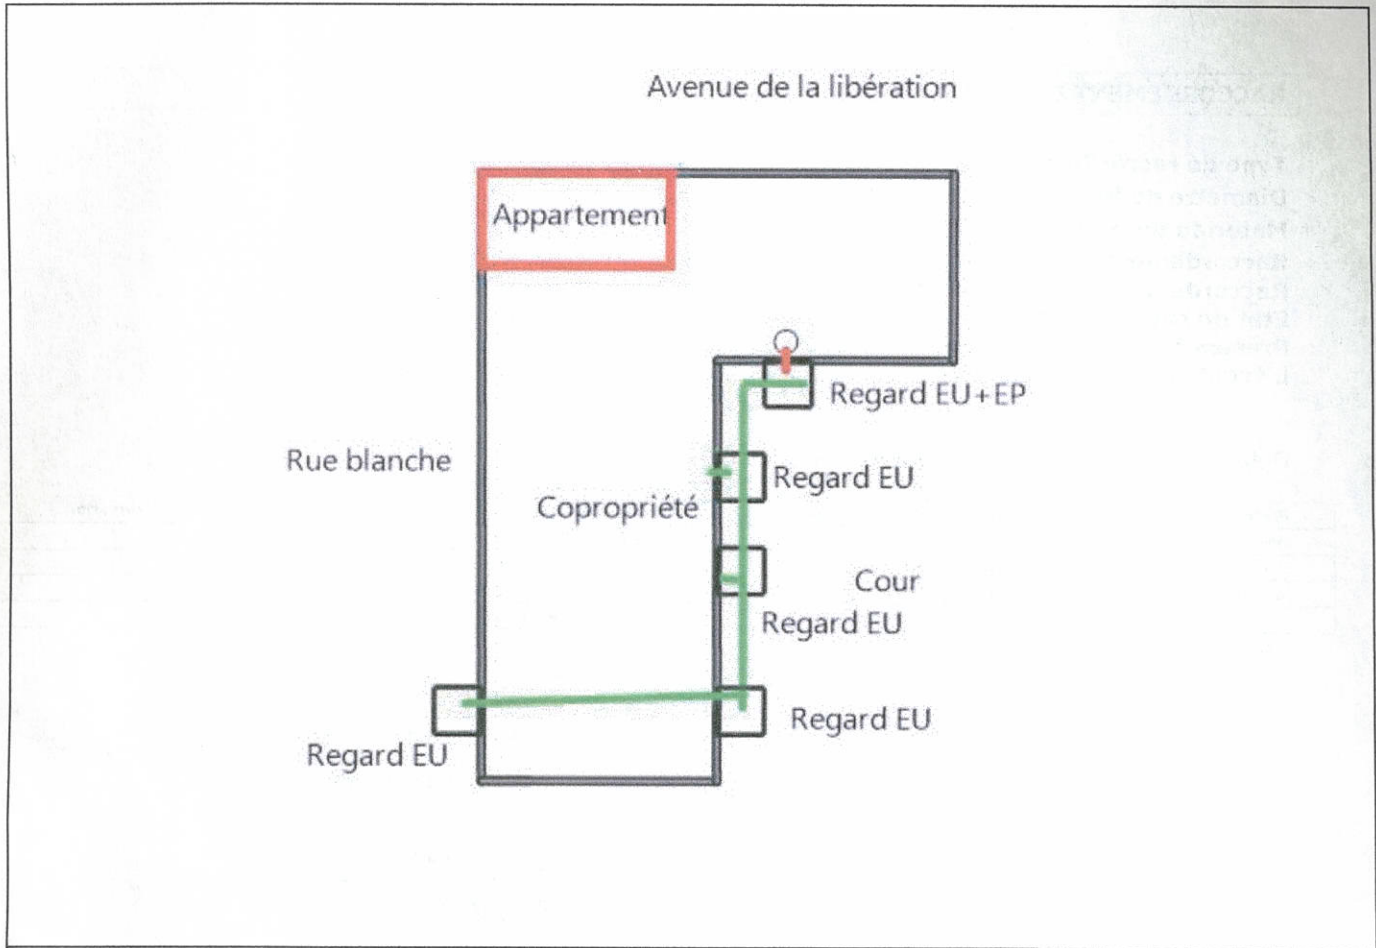 Avenue de la libération
Appartement
Regard EU+EP
Rue blanche
Regard EU
Copropriété
Cour
Regard EU
Regard EU
Regard EU